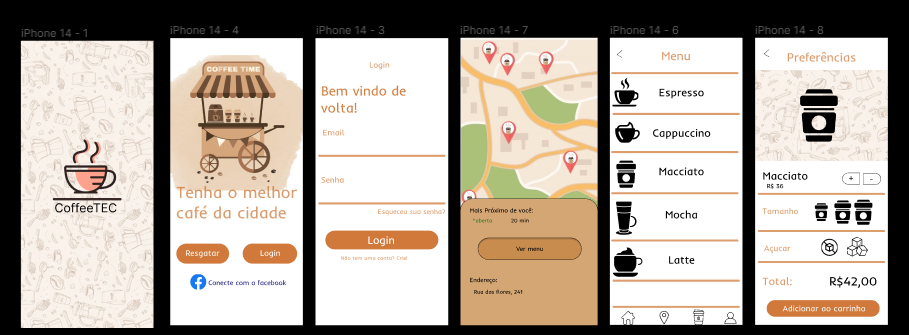 iPhone 14 - 1
CoffeeTEC
iPhone 14 - 4
COFFEE TIME
Tenha o melhor
café da cidade
Resgatar
Login
Conecte com o facebook
iPhone 14 - 3
Login
Bem vindo de
volta!
Email
Senha
Esqueceu sua senha?
Login
Não tem uma conta? Crie!
iPhone 14 - 7
Mais Próximo de você:
*aberto 20 min
Ver menu
Endereço:
Rua das flores, 241
iPhone 14 - 6
< Menu
Espresso
Cappuccino
Macciato
Mocha
Latte
iPhone 14 - 8
< Preferências
Macciato
R$ 36
+ -
Tamanho
Açucar
Total: R$42,00
Adicionar ao carrinho